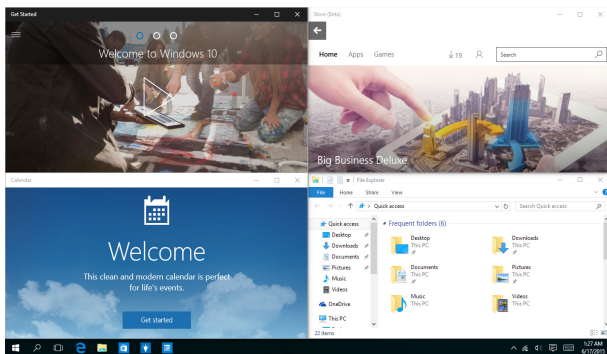 Get Started
Welcome to Windows 10
Store (Beta)
Home Apps Games 19 Search
Big Business Deluxe
Calendar
Welcome
This clean and modern calendar is perfect
for life's events.
Get started
File Explorer
File Home Share View
Quick access Search Quick access
Quick access
Desktop
Downloads
Documents
Pictures
Music
Videos
OneDrive
This PC
22 items
Frequent folders (6)
Desktop
This PC
Downloads
This PC
Documents
This PC
Pictures
This PC
Music
This PC
Videos
This PC
1:27 AM
6/17/2015